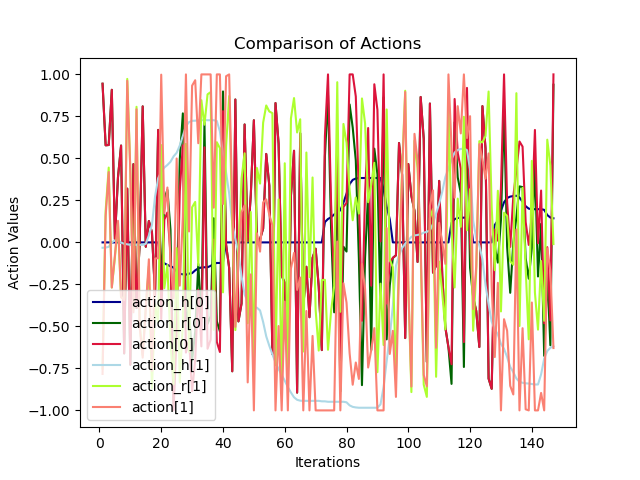 Comparison of Actions
1.00
0.75
0.50
0.25
0.00
−0.25
−0.50
−0.75
−1.00
Action Values
action_h[0]
action_r[0]
action[0]
action_h[1]
action_r[1]
action[1]
0
20
40
60
80
100
120
140
Iterations